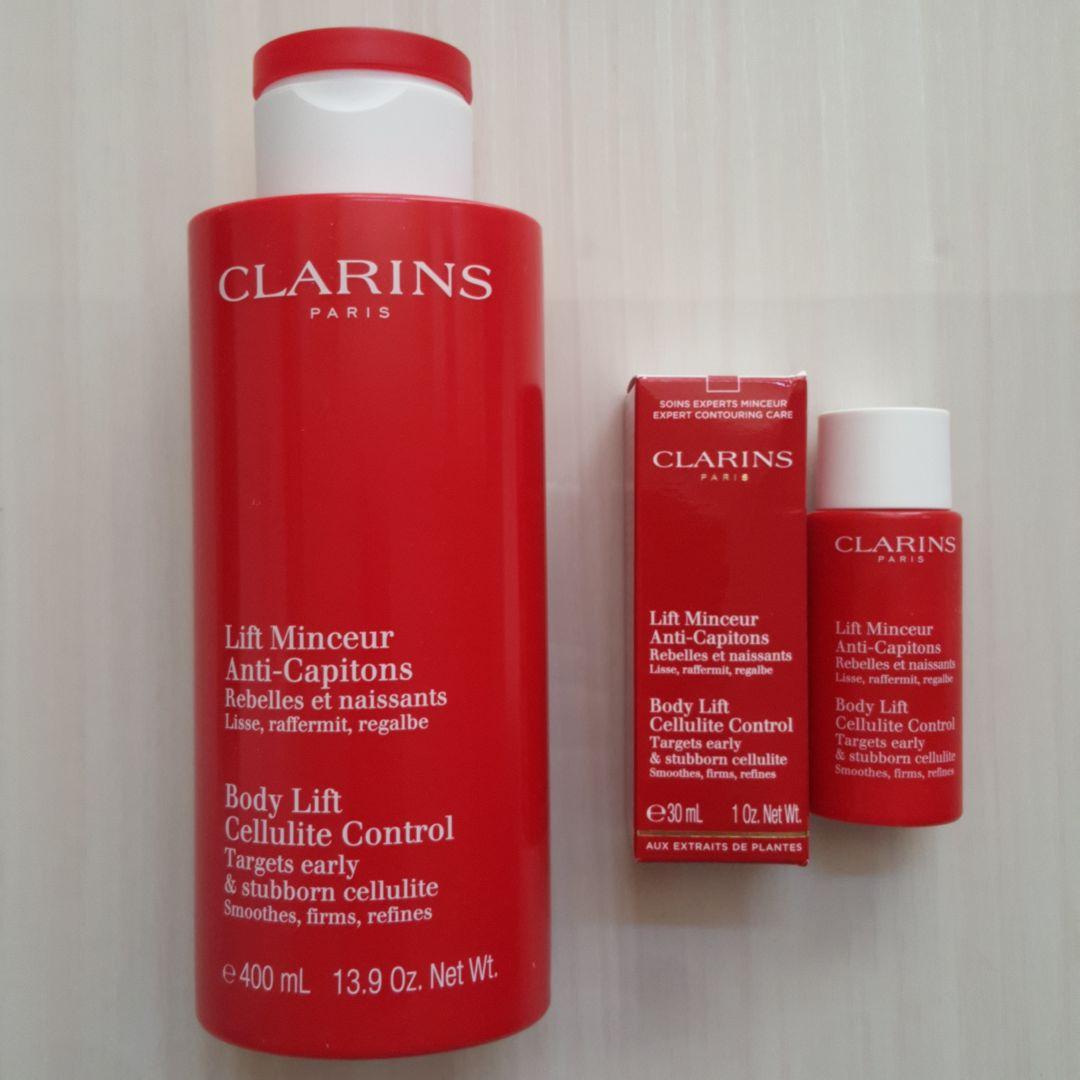 CLARINS
PARIS
Lift Minceur
Anti-Capitons
Rebelles et naissants
Lisse, raffermit, regalbe
Body Lift
Cellulite Control
Targets early
& stubborn cellulite
Smoothes, firms, refines
℮ 400 mL 13.9 Oz. Net Wt.
SOINS EXPERTS MINCEUR
EXPERT CONTOURING CARE
CLARINS
PARIS
Lift Minceur
Anti-Capitons
Rebelles et naissants
Lisse, raffermit, regalbe
Body Lift
Cellulite Control
Targets early
& stubborn cellulite
Smoothes, firms, refines
℮ 30 mL 1 Oz. Net Wt.
AUX EXTRAITS DE PLANTES
CLARINS
PARIS
Lift Minceur
Anti-Capitons
Rebelles et naissants
Lisse, raffermit, regalbe
Body Lift
Cellulite Control
Targets early
& stubborn cellulite
Smoothes, firms, refines